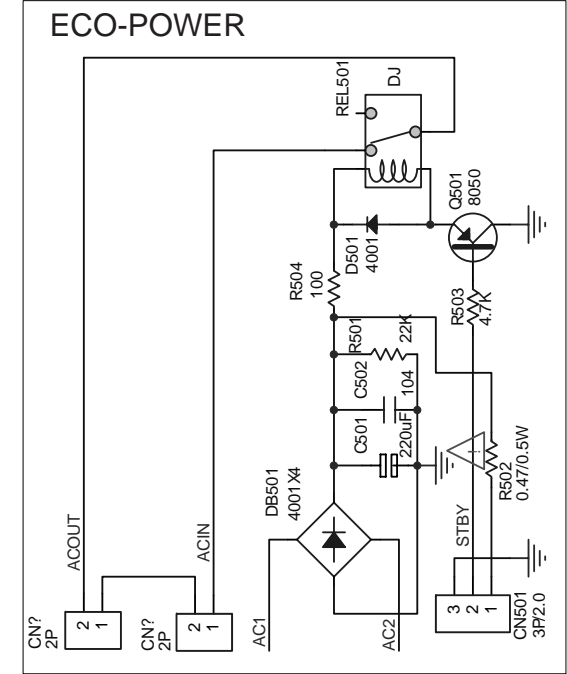 ECO-POWER
REL501
DJ
Q501
8050
D501
4001
R504
100
R503
4.7K
R501
22K
C502
104
C501
220uF
R502
0.47/0.5W
DB501
4001X4
ACOUT
ACIN
STBY
CN?
2P
2
1
CN?
2P
2
1
AC1
AC2
3
2
1
CN501
3P/2.0